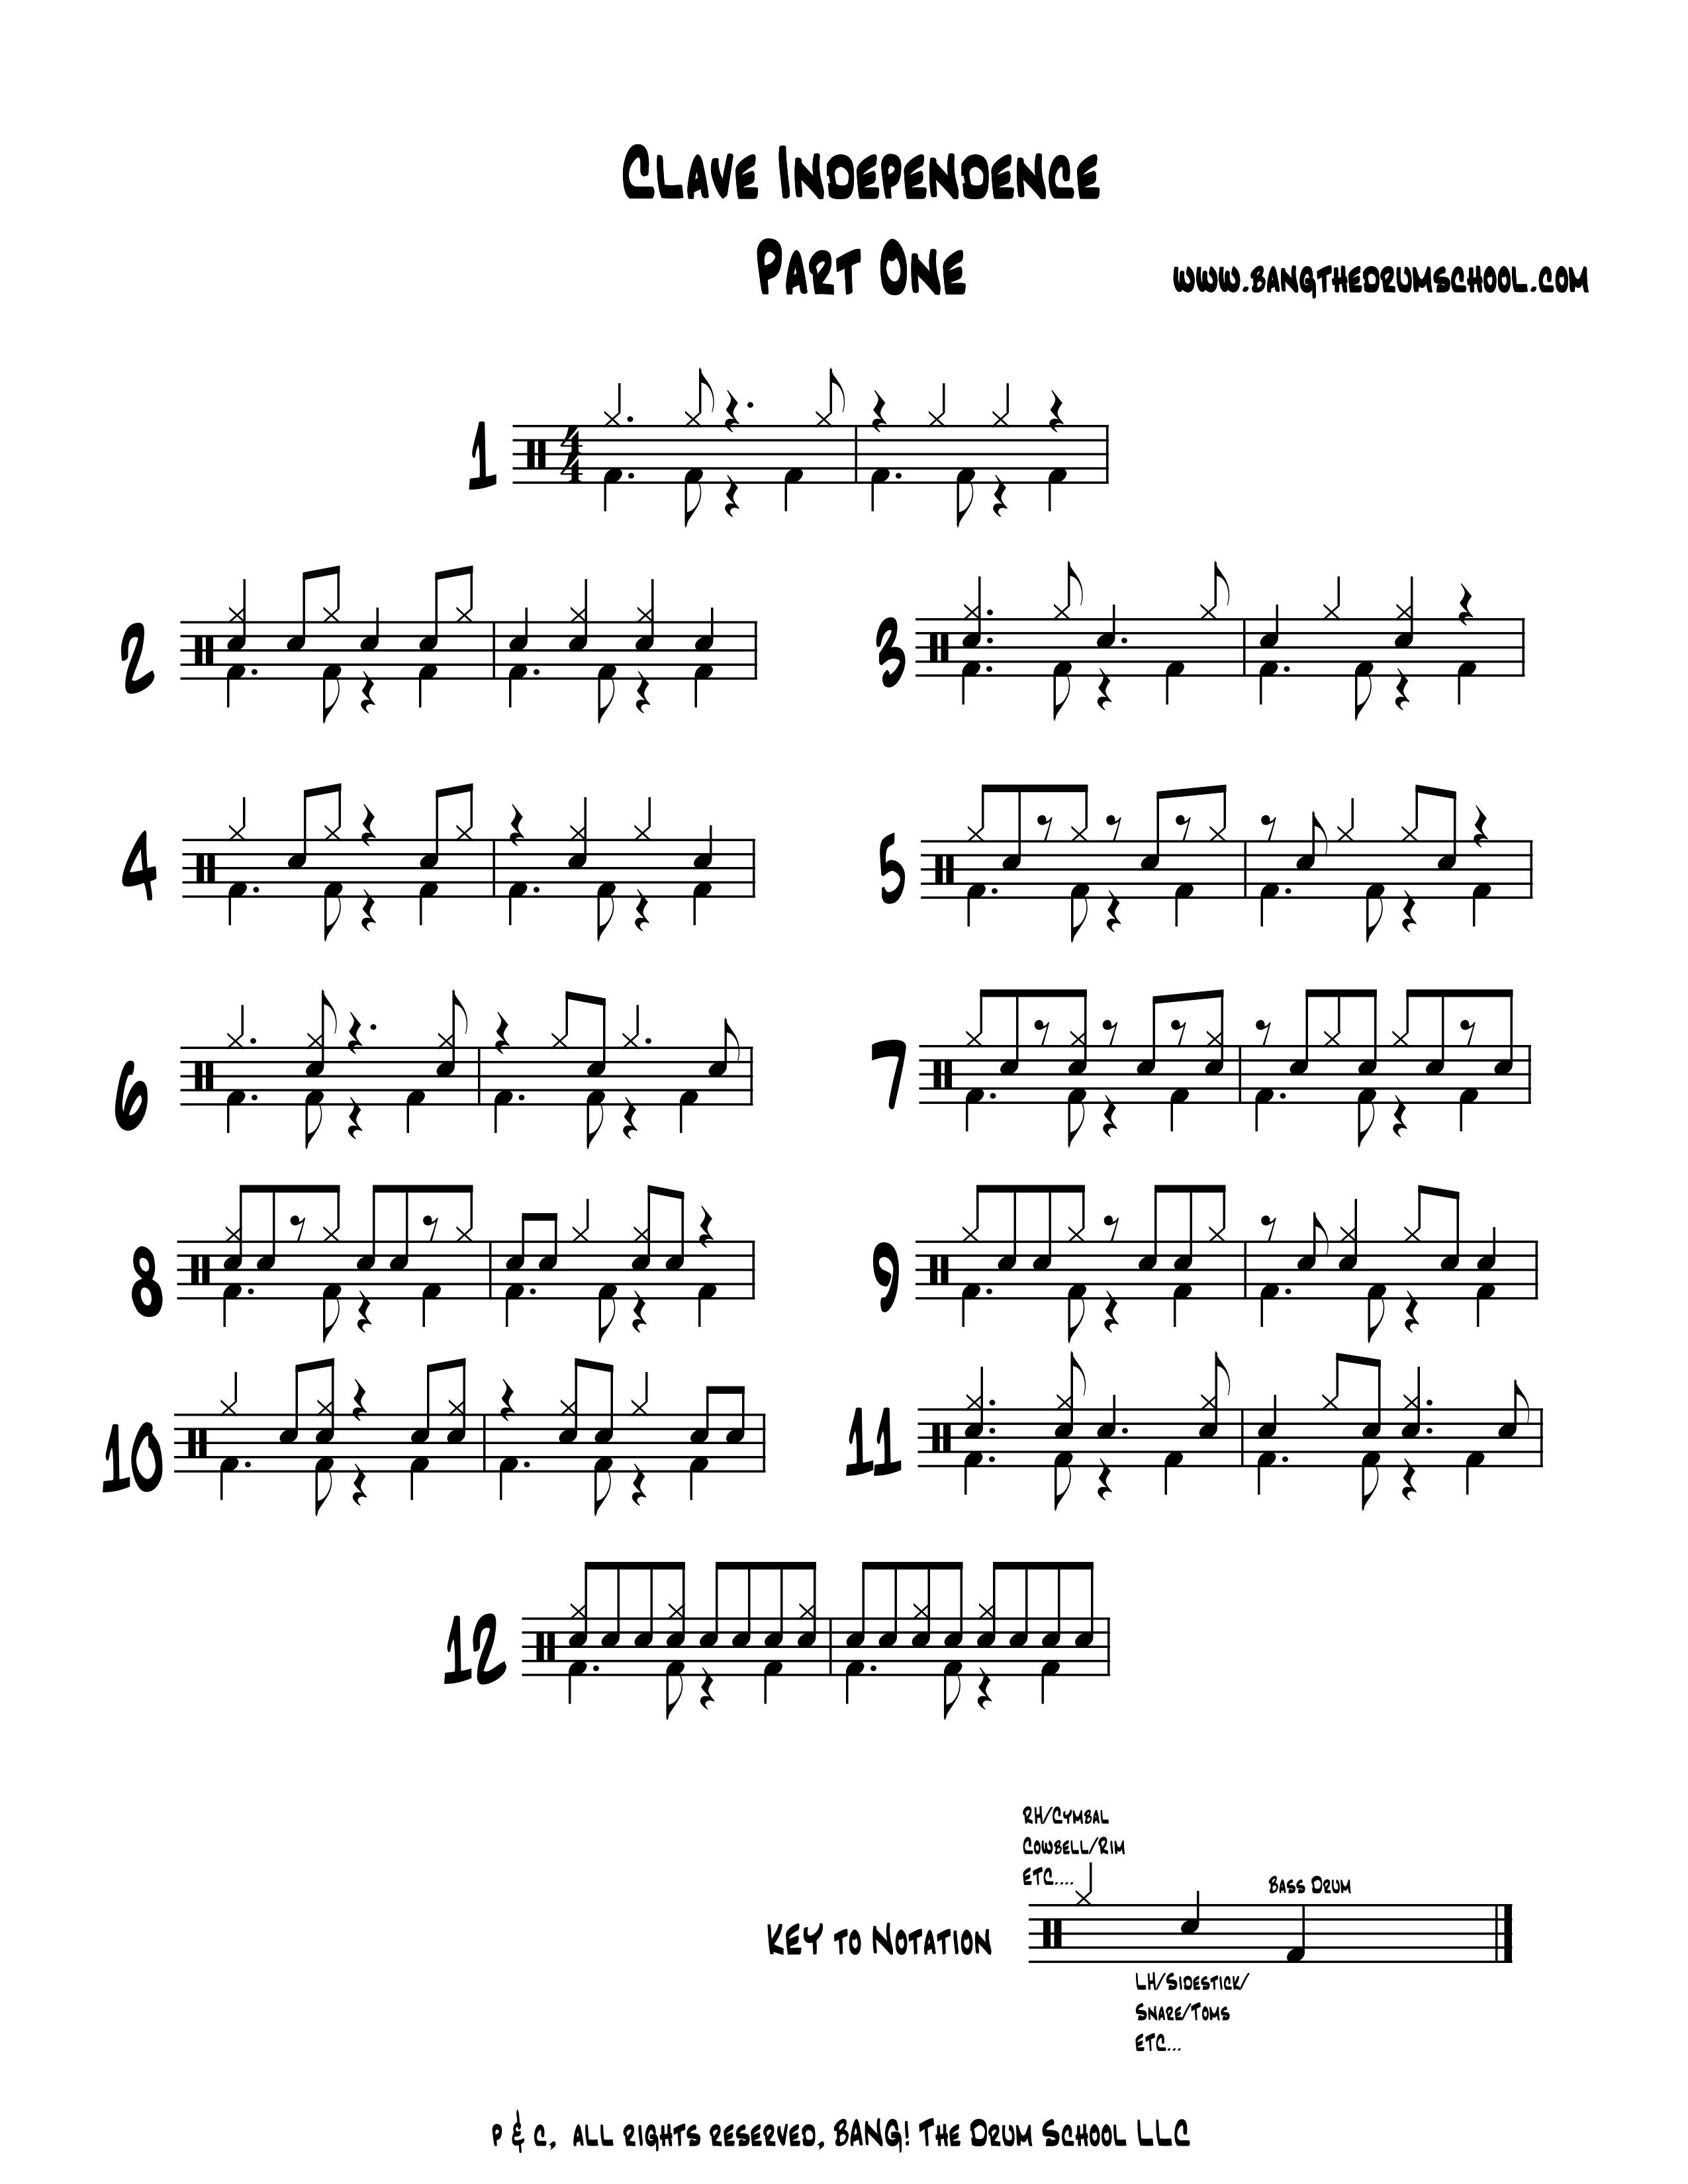 Clave Independence
Part One
www.bangthedrumschool.com
1
4
4
2
3
4
5
6
7
8
9
10
11
12
RH/Cymbal
Cowbell/Rim
etc....
Bass Drum
Key to Notation
LH/Sidestick/
Snare/Toms
etc...
P & C, all rights reserved, BANG! The Drum School LLC